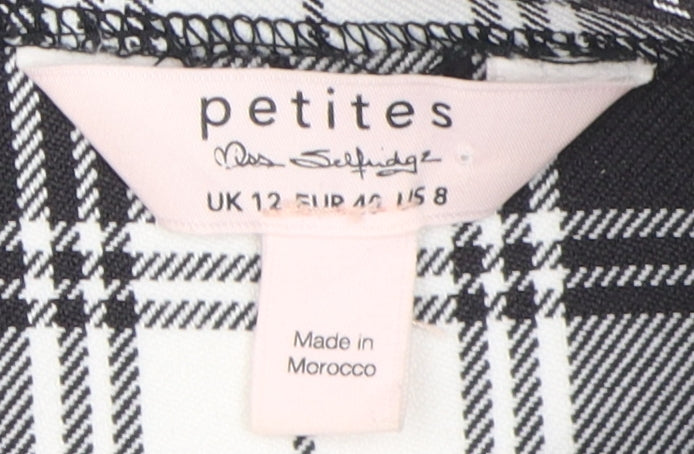 petites
Miss Selfridge
UK 12 EUR 40 US 8
Made in
Morocco